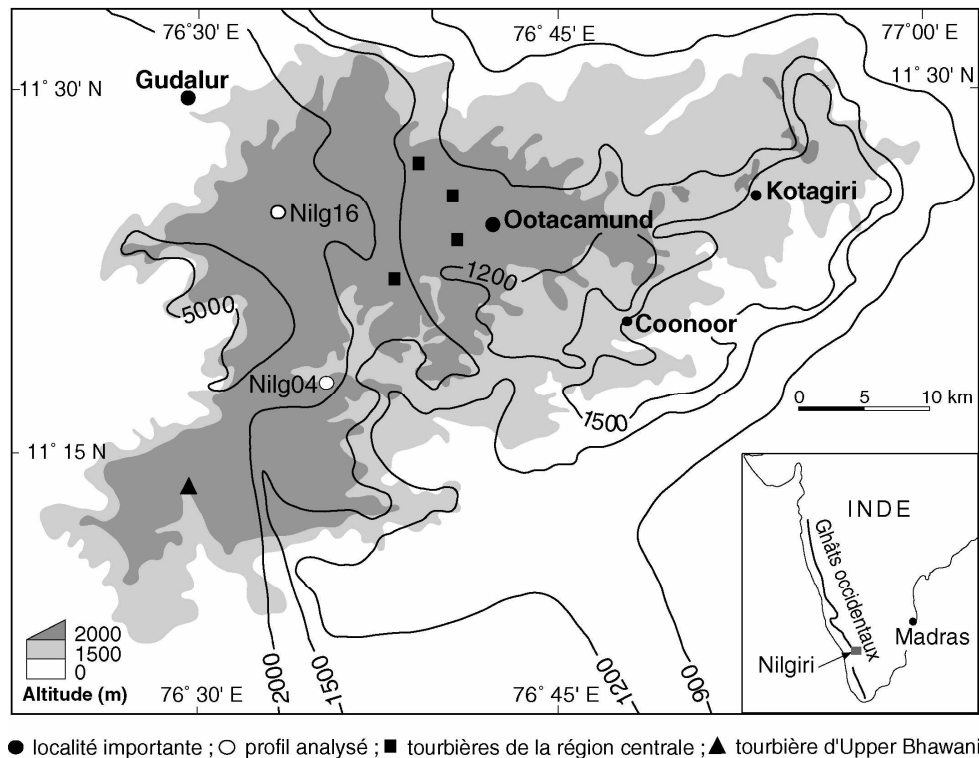 76° 30' E
76° 45' E
77° 00' E
11° 30' N
11° 30' N
Gudalur
Kotagiri
Nilg16
Ootacamund
1200
5000
Coonoor
Nilg04
1500
0 5 10 km
11° 15' N
INDE
Ghâts occidentaux
Madras
Nilgiri
2000
1500
0
Altitude (m)
76° 30' E
2000
1500
76° 45' E
1200
900
localité importante ; profil analysé ; tourbières de la région centrale ; tourbière d'Upper Bhawani